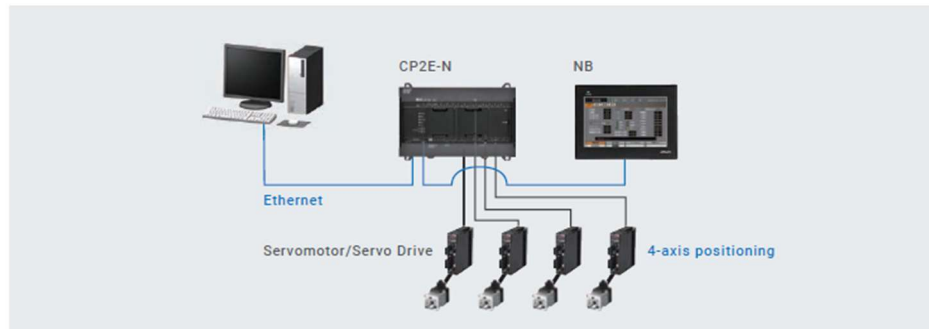 CP2E-N
NB
Ethernet
Servomotor/Servo Drive
4-axis positioning